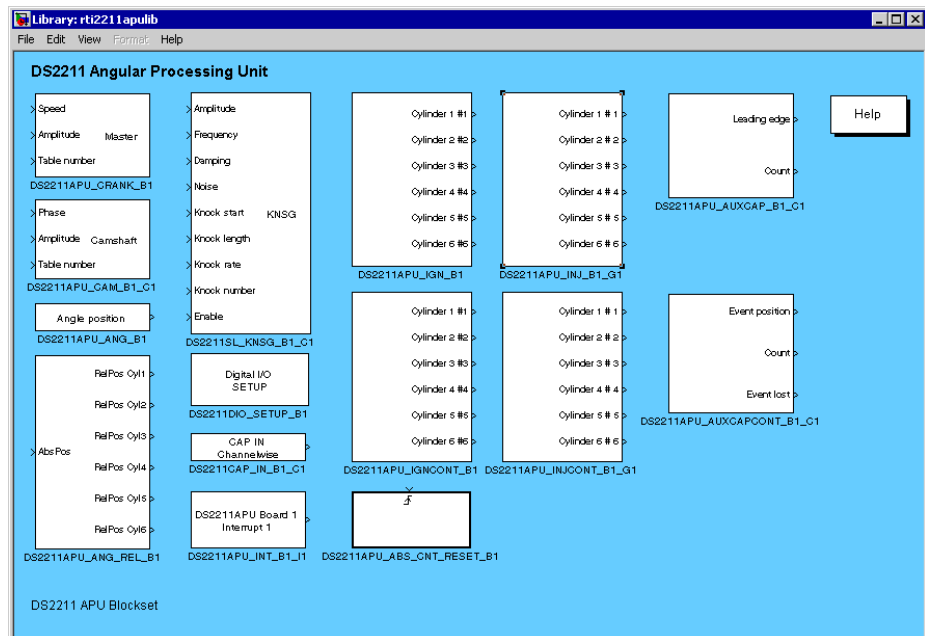 Library: rti2211apulib
File Edit View Format Help
DS2211 Angular Processing Unit
Speed
Amplitude
Master
Table number
DS2211APU_CRANK_B1
Phase
Amplitude
Camshaft
Table number
DS2211APU_CAM_B1_C1
Angle position
DS2211APU_ANG_B1
AbsPos
RelPos Cyl1
RelPos Cyl2
RelPos Cyl3
RelPos Cyl4
RelPos Cyl5
RelPos Cyl6
DS2211APU_ANG_REL_B1
Amplitude
Frequency
Damping
Noise
Knock start
KNSG
Knock length
Knock rate
Knock number
Enable
DS2211SL_KNSG_B1_C1
Digital I/O
SETUP
DS2211DIO_SETUP_B1
CAP IN
Channelwise
DS2211CAP_IN_B1_C1
DS2211APU Board 1
Interrupt 1
DS2211APU_INT_B1_I1
Cylinder 1 #1
Cylinder 2 #2
Cylinder 3 #3
Cylinder 4 #4
Cylinder 5 #5
Cylinder 6 #6
DS2211APU_IGN_B1
Cylinder 1 #1
Cylinder 2 #2
Cylinder 3 #3
Cylinder 4 #4
Cylinder 5 #5
Cylinder 6 #6
DS2211APU_IGNCONT_B1
DS2211APU_ABS_CNT_RESET_B1
Cylinder 1 # 1
Cylinder 2 # 2
Cylinder 3 # 3
Cylinder 4 # 4
Cylinder 5 # 5
Cylinder 6 # 6
DS2211APU_INJ_B1_G1
Cylinder 1 # 1
Cylinder 2 # 2
Cylinder 3 # 3
Cylinder 4 # 4
Cylinder 5 # 5
Cylinder 6 # 6
DS2211APU_INJCONT_B1_G1
Leading edge
Count
DS2211APU_AUXCAP_B1_C1
Event position
Count
Event lost
DS2211APU_AUXCAPCONT_B1_C1
Help
DS2211 APU Blockset